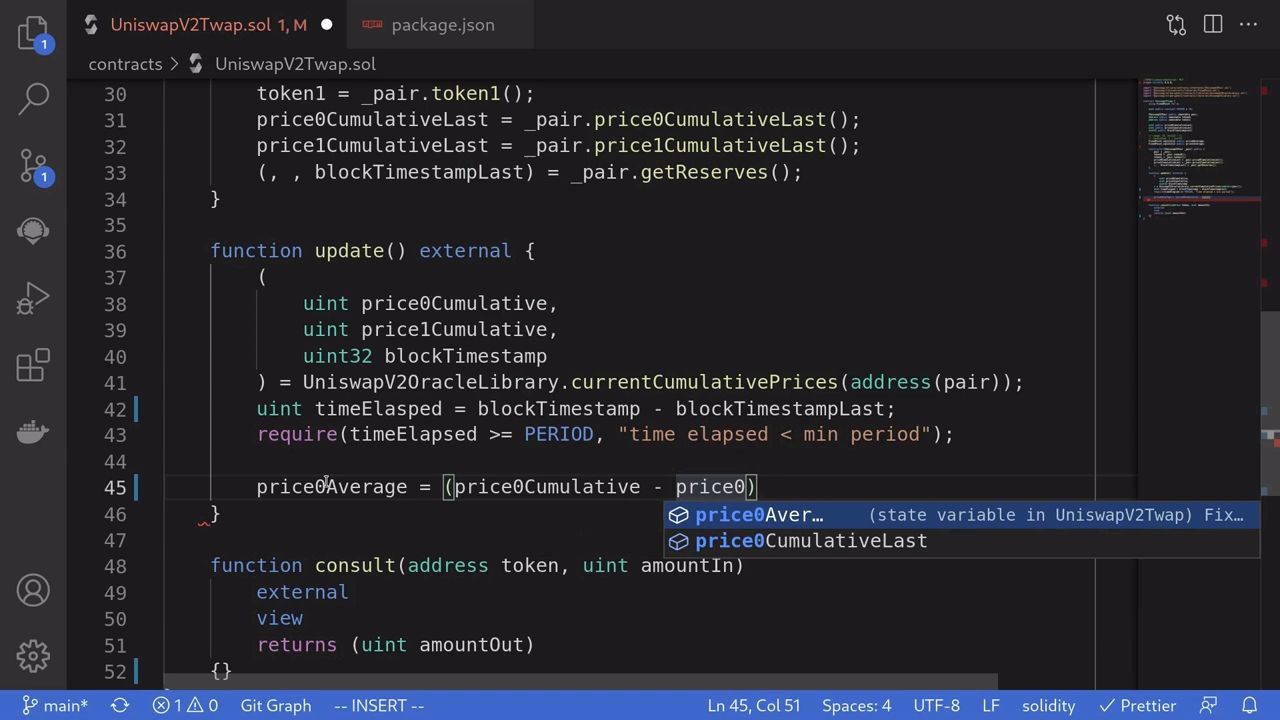 UniswapV2Twap.sol 1, M
package.json
contracts > UniswapV2Twap.sol
30 token1 = _pair.token1();
31 price0CumulativeLast = _pair.price0CumulativeLast();
32 price1CumulativeLast = _pair.price1CumulativeLast();
33 (, , blockTimestampLast) = _pair.getReserves();
34 }
35
36 function update() external {
37 (
38 uint price0Cumulative,
39 uint price1Cumulative,
40 uint32 blockTimestamp
41 ) = UniswapV2OracleLibrary.currentCumulativePrices(address(pair));
42 uint timeElasped = blockTimestamp - blockTimestampLast;
43 require(timeElapsed >= PERIOD, "time elapsed < min period");
44
45 price0Average = (price0Cumulative - price0)
46 }
price0Aver… (state variable in UniswapV2Twap) Fix…
47
price0CumulativeLast
48 function consult(address token, uint amountIn)
49 external
50 view
51 returns (uint amountOut)
52 {}
1
1
main* 1 0 Git Graph -- INSERT -- Ln 45, Col 51 Spaces: 4 UTF-8 LF solidity Prettier